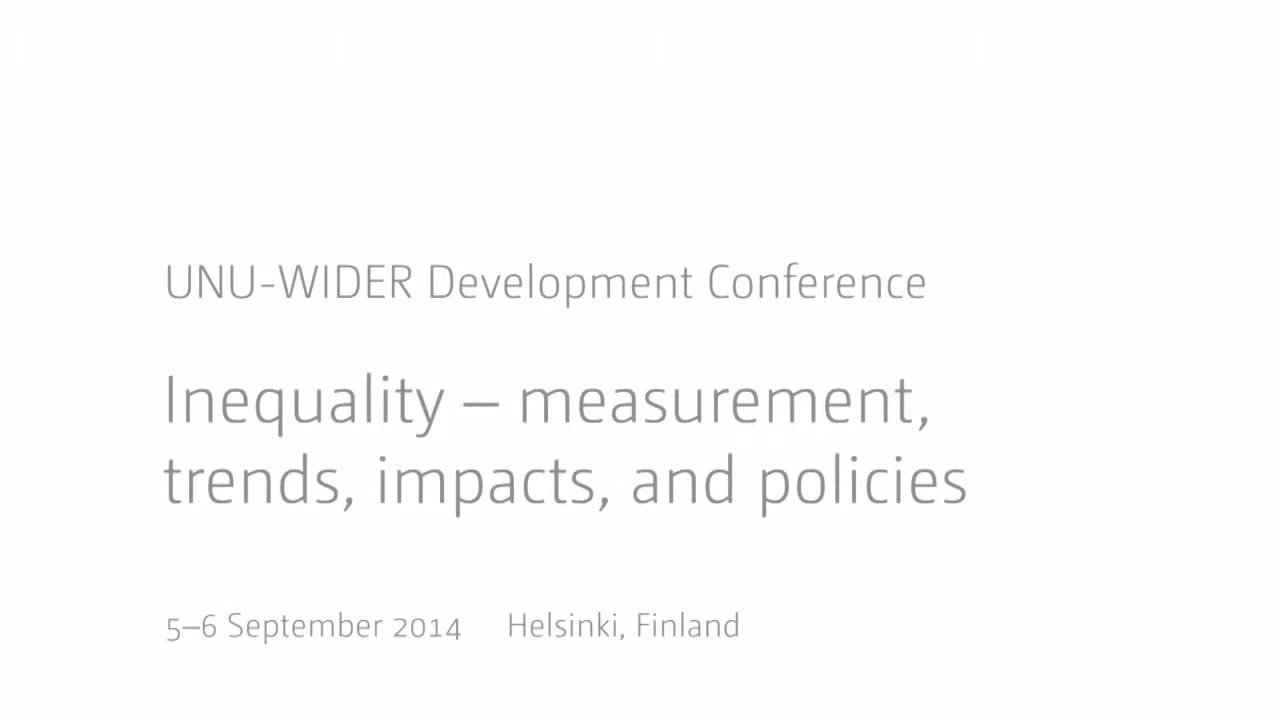 UNU-WIDER Development Conference
Inequality – measurement,
trends, impacts, and policies
5–6 September 2014 Helsinki, Finland